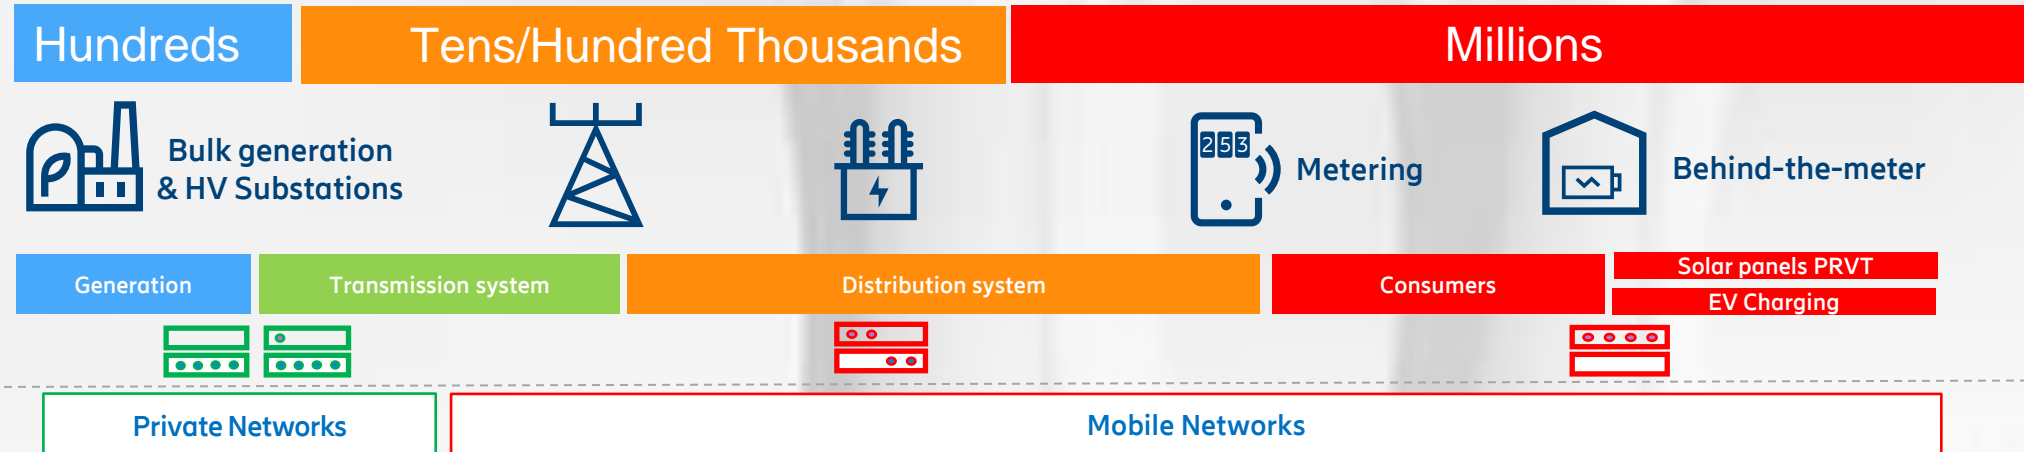 Hundreds
Tens/Hundred Thousands
Millions
Bulk generation
& HV Substations
253
Metering
Behind-the-meter
Generation
Transmission system
Distribution system
Consumers
Solar panels PRVT
EV Charging
Private Networks
Mobile Networks